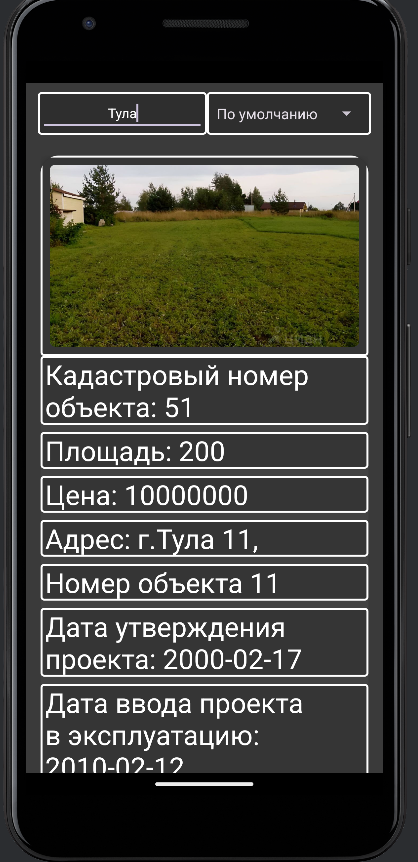 Тула
По умолчанию
Кадастровый номер
объекта: 51
Площадь: 200
Цена: 10000000
Адрес: г.Тула 11,
Номер объекта 11
Дата утверждения
проекта: 2000-02-17
Дата ввода проекта
в эксплуатацию:
2010-02-12